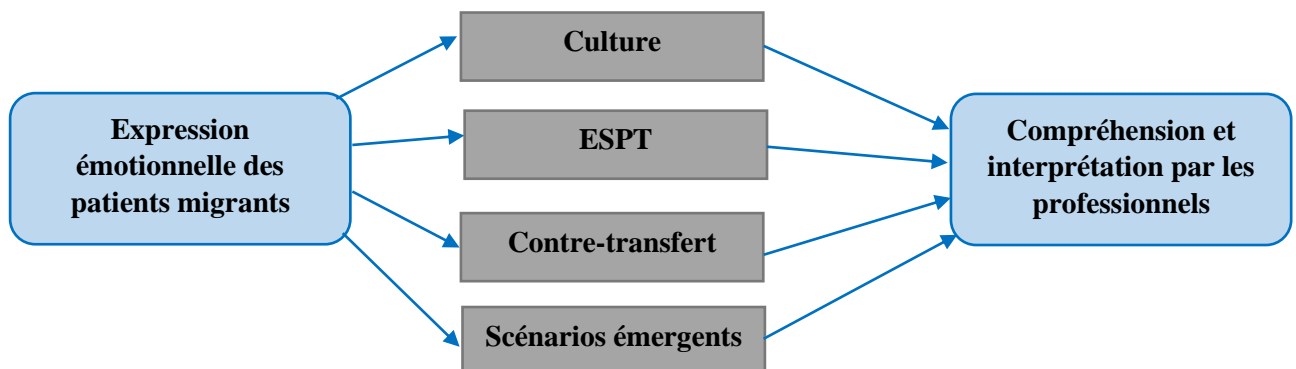 Expression
émotionnelle des
patients migrants
Culture
ESPT
Contre-transfert
Scénarios émergents
Compréhension et
interprétation par les
professionnels